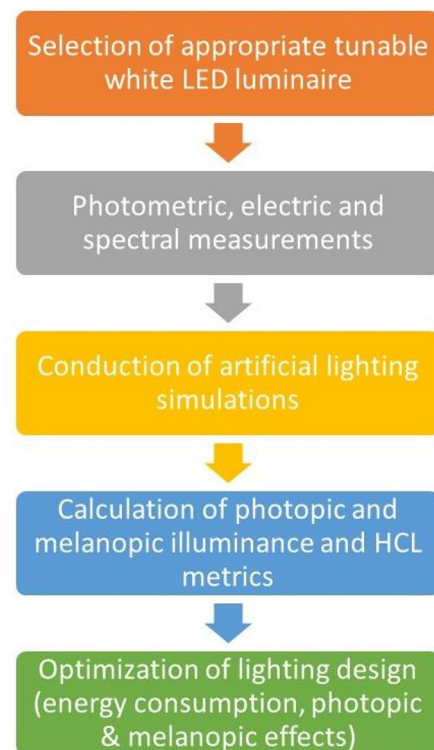 Selection of appropriate tunable
white LED luminaire
Photometric, electric and
spectral measurements
Conduction of artificial lighting
simulations
Calculation of photopic and
melanopic illuminance and HCL
metrics
Optimization of lighting design
(energy consumption, photopic
& melanopic effects)